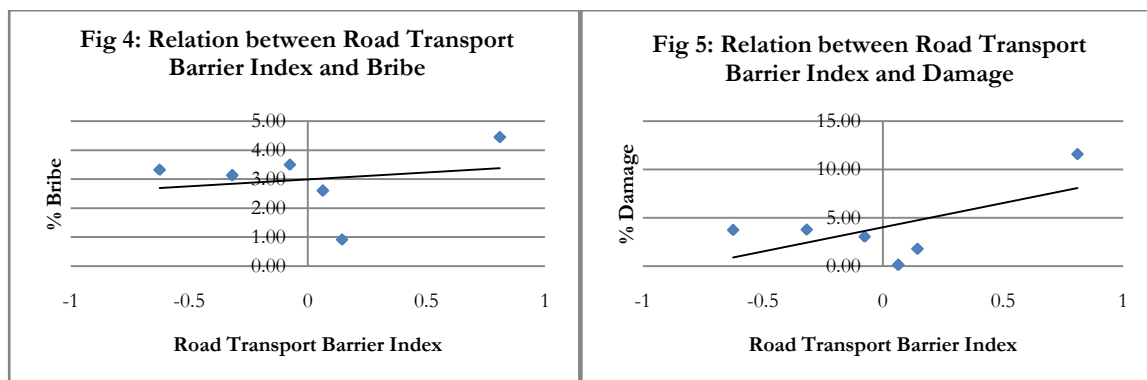 Fig 4: Relation between Road Transport
Barrier Index and Bribe
5.00
4.00
3.00
2.00
1.00
0.00
-1
-0.5
0
0.5
1
% Bribe
Road Transport Barrier Index
Fig 5: Relation between Road Transport
Barrier Index and Damage
15.00
10.00
5.00
0.00
-1
-0.5
0
0.5
1
% Damage
Road Transport Barrier Index